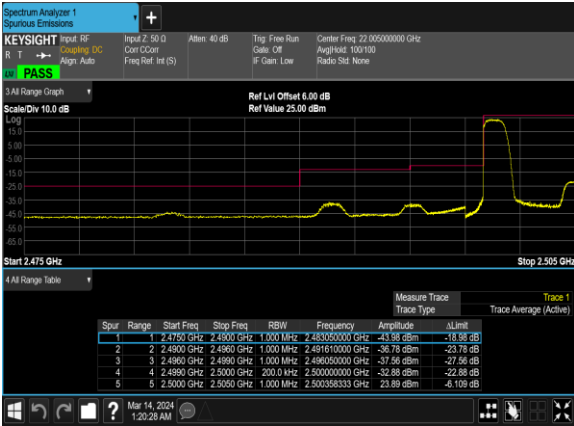 Spectrum Analyzer 1
Spurious Emissions
+
KEYSIGHT Input: RF Input Z: 50 Ω Atten: 40 dB Trig: Free Run Center Freq: 22.005000000 GHz
R T Coupling: DC Corr CCorr Gate: Off Avg|Hold: 100/100
Align: Auto Freq Ref: Int (S) IF Gain: Low Radio Std: None
PASS
3 All Range Graph
Ref Lvl Offset 6.00 dB
Scale/Div 10.0 dB Ref Value 25.00 dBm
Log
15.0
5.00
-5.00
-15.0
-25.0
-35.0
-45.0
-55.0
-65.0
Start 2.475 GHz Stop 2.505 GHz
4 All Range Table
Measure Trace Trace 1
Trace Type Trace Average (Active)
Spur Range Start Freq Stop Freq RBW Frequency Amplitude ΔLimit
1 1 2.4750 GHz 2.4900 GHz 1.000 MHz 2.483050000 GHz -43.98 dBm -18.98 dB
2 2 2.4900 GHz 2.4960 GHz 1.000 MHz 2.491610000 GHz -36.78 dBm -23.78 dB
3 3 2.4960 GHz 2.4990 GHz 1.000 MHz 2.496050000 GHz -37.56 dBm -27.56 dB
4 4 2.4990 GHz 2.5000 GHz 200.0 kHz 2.500000000 GHz -32.88 dBm -22.88 dB
5 5 2.5000 GHz 2.5050 GHz 1.000 MHz 2.500358333 GHz 23.89 dBm -6.109 dB
? Mar 14, 2024
1:20:28 AM